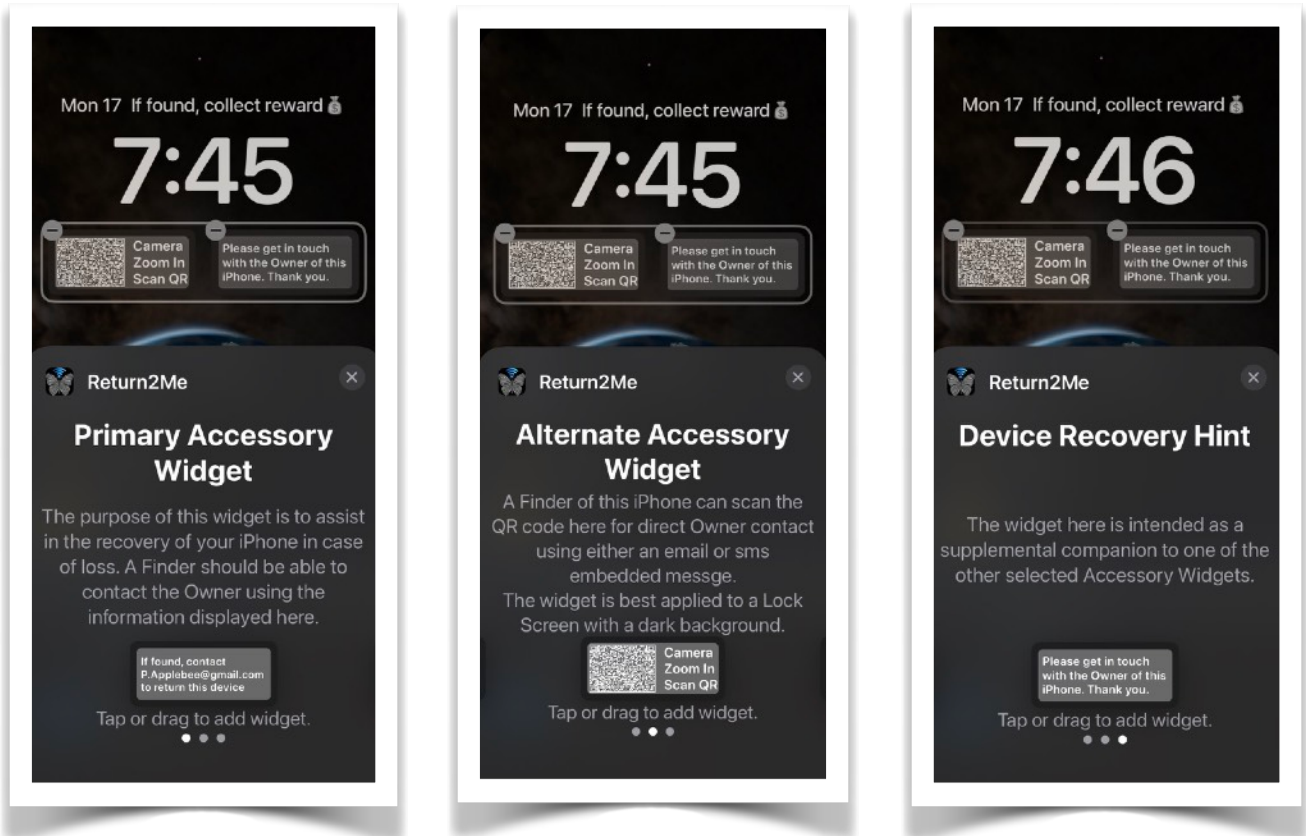 Mon 17 If found, collect reward
7:45
Camera
Zoom In
Scan QR
Please get in touch
with the Owner of this
iPhone. Thank you.
Return2Me
Primary Accessory
Widget
The purpose of this widget is to assist
in the recovery of your iPhone in case
of loss. A Finder should be able to
contact the Owner using the
information displayed here.
If found, contact
P.Applebee@gmail.com
to return this device
Tap or drag to add widget.
Mon 17 If found, collect reward
7:45
Camera
Zoom In
Scan QR
Please get in touch
with the Owner of this
iPhone. Thank you.
Return2Me
Alternate Accessory
Widget
A Finder of this iPhone can scan the
QR code here for direct Owner contact
using either an email or sms
embedded messge.
The widget is best applied to a Lock
Screen with a dark background.
Camera
Zoom In
Scan QR
Tap or drag to add widget.
Mon 17 If found, collect reward
7:46
Camera
Zoom In
Scan QR
Please get in touch
with the Owner of this
iPhone. Thank you.
Return2Me
Device Recovery Hint
The widget here is intended as a
supplemental companion to one of the
other selected Accessory Widgets.
Please get in touch
with the Owner of this
iPhone. Thank you.
Tap or drag to add widget.